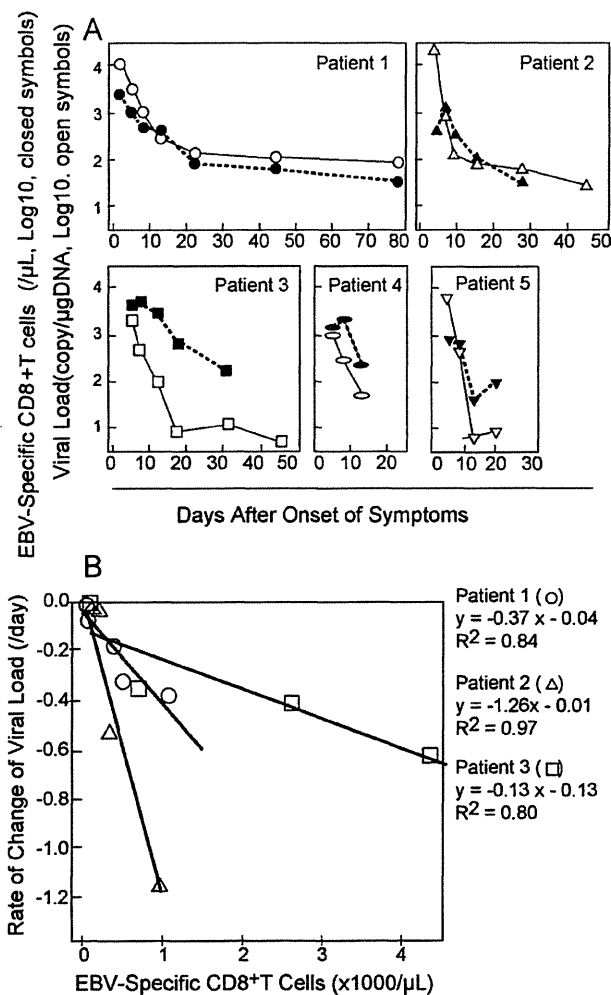 A
EBV-Specific CD8+T cells (/µL, Log10, closed symbols)
Viral Load(copy/µgDNA, Log10. open symbols)
Patient 1
4
3
2
1
0 10 20 30 40 50 60 70 80
Patient 2
0 10 20 30 40 50
Patient 3
4
3
2
1
0 10 20 30 40 50
Patient 4
0 10 20
Patient 5
0 10 20 30
Days After Onset of Symptoms
B
Rate of Change of Viral Load (/day)
0.0
-0.2
-0.4
-0.6
-0.8
-1.0
-1.2
0 1 2 3 4
EBV-Specific CD8+T Cells (x1000/µL)
Patient 1 (○)
y = -0.37 x - 0.04
R2 = 0.84
Patient 2 (△)
y = -1.26x - 0.01
R2 = 0.97
Patient 3 (□)
y = -0.13 x - 0.13
R2 = 0.80